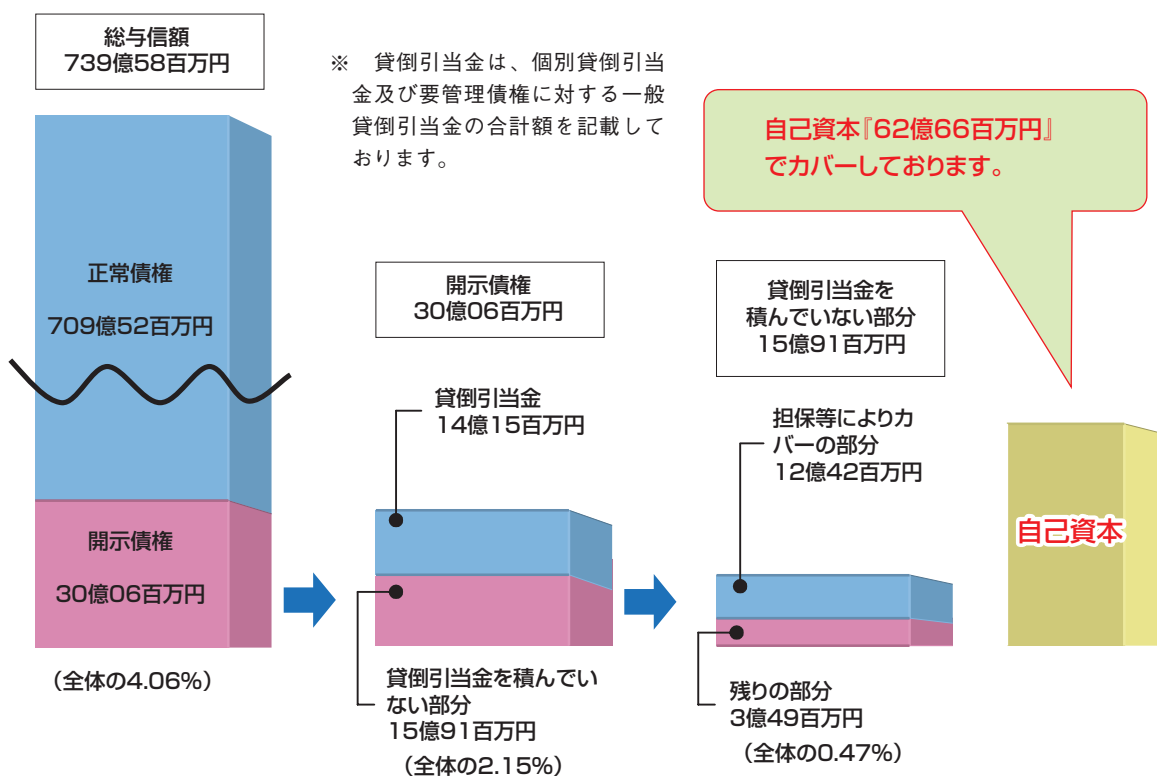 総与信額
739億58百万円
※　貸倒引当金は、個別貸倒引当
金及び要管理債権に対する一般
貸倒引当金の合計額を記載して
おります。
自己資本『62億66百万円』
でカバーしております。
正常債権
709億52百万円
開示債権
30億06百万円
（全体の4.06%）
開示債権
30億06百万円
貸倒引当金
14億15百万円
貸倒引当金を積んでい
ない部分
15億91百万円
（全体の2.15%）
貸倒引当金を
積んでいない部分
15億91百万円
担保等によりカ
バーの部分
12億42百万円
残りの部分
3億49百万円
（全体の0.47%）
自己資本